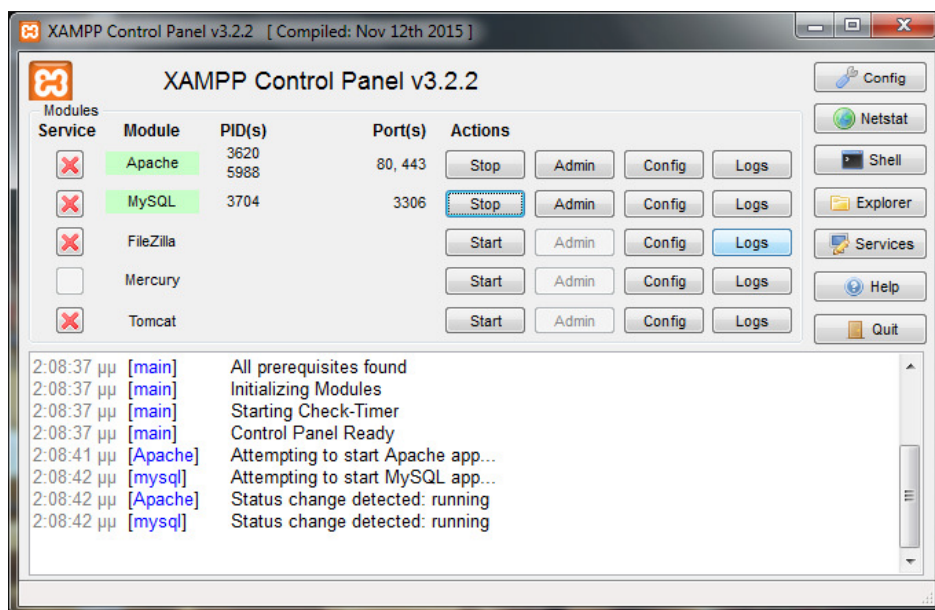 XAMPP Control Panel v3.2.2 [ Compiled: Nov 12th 2015 ]
XAMPP Control Panel v3.2.2
Config
Modules
Service Module PID(s) Port(s) Actions
Netstat
Apache 3620 5988 80, 443 Stop Admin Config Logs
Shell
MySQL 3704 3306 Stop Admin Config Logs
Explorer
FileZilla Start Admin Config Logs
Services
Mercury Start Admin Config Logs
Help
Tomcat Start Admin Config Logs
Quit
2:08:37 μμ [main] All prerequisites found
2:08:37 μμ [main] Initializing Modules
2:08:37 μμ [main] Starting Check-Timer
2:08:37 μμ [main] Control Panel Ready
2:08:41 μμ [Apache] Attempting to start Apache app...
2:08:42 μμ [mysql] Attempting to start MySQL app...
2:08:42 μμ [Apache] Status change detected: running
2:08:42 μμ [mysql] Status change detected: running